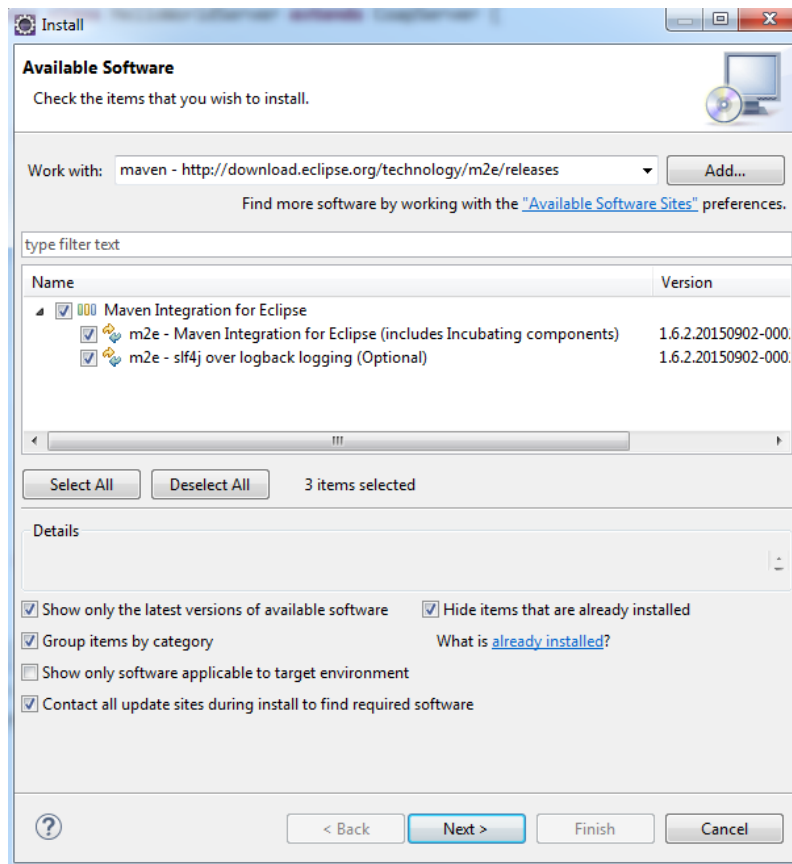 Install
Available Software
Check the items that you wish to install.
Work with: maven - http://download.eclipse.org/technology/m2e/releases Add...
Find more software by working with the "Available Software Sites" preferences.
type filter text
Name Version
Maven Integration for Eclipse
m2e - Maven Integration for Eclipse (includes Incubating components) 1.6.2.20150902-000
m2e - slf4j over logback logging (Optional) 1.6.2.20150902-000
Select All Deselect All 3 items selected
Details
Show only the latest versions of available software Hide items that are already installed
Group items by category What is already installed?
Show only software applicable to target environment
Contact all update sites during install to find required software
< Back Next > Finish Cancel